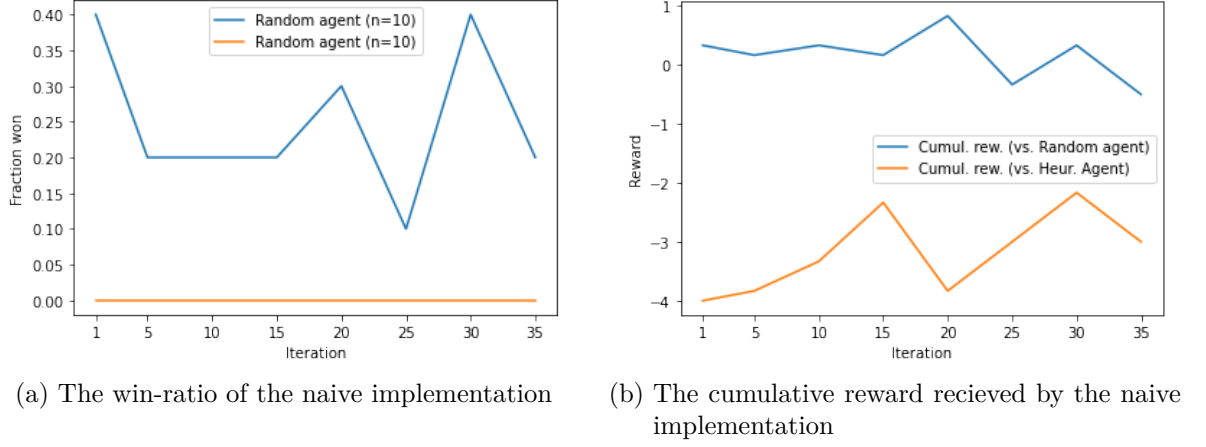 0.40
0.35
0.30
0.25
0.20
0.15
0.10
0.05
0.00
Fraction won
Random agent (n=10)
Random agent (n=10)
1 5 10 15 20 25 30 35
Iteration
(a) The win-ratio of the naive implementation
1
0
−1
−2
−3
−4
Reward
Cumul. rew. (vs. Random agent)
Cumul. rew. (vs. Heur. Agent)
1 5 10 15 20 25 30 35
Iteration
(b) The cumulative reward recieved by the naive
implementation